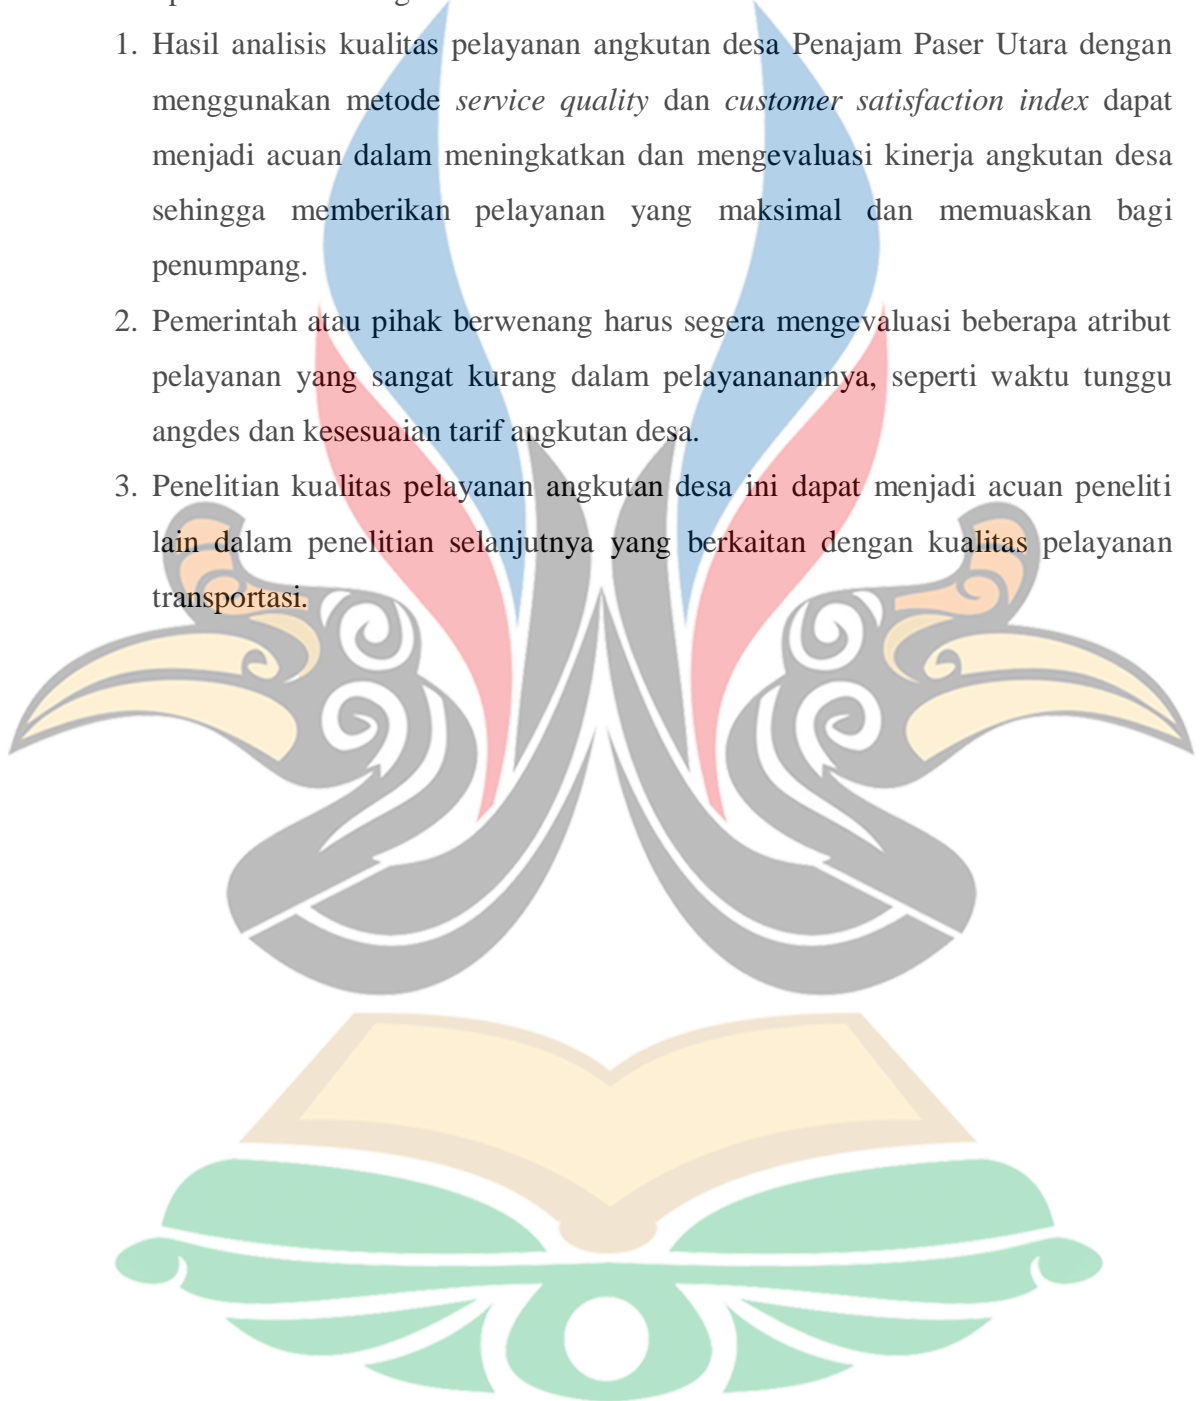 1. Hasil analisis kualitas pelayanan angkutan desa Penajam Paser Utara dengan
menggunakan metode service quality dan customer satisfaction index dapat
menjadi acuan dalam meningkatkan dan mengevaluasi kinerja angkutan desa
sehingga memberikan pelayanan yang maksimal dan memuaskan bagi
penumpang.
2. Pemerintah atau pihak berwenang harus segera mengevaluasi beberapa atribut
pelayanan yang sangat kurang dalam pelayananannya, seperti waktu tunggu
angdes dan kesesuaian tarif angkutan desa.
3. Penelitian kualitas pelayanan angkutan desa ini dapat menjadi acuan peneliti
lain dalam penelitian selanjutnya yang berkaitan dengan kualitas pelayanan
transportasi.